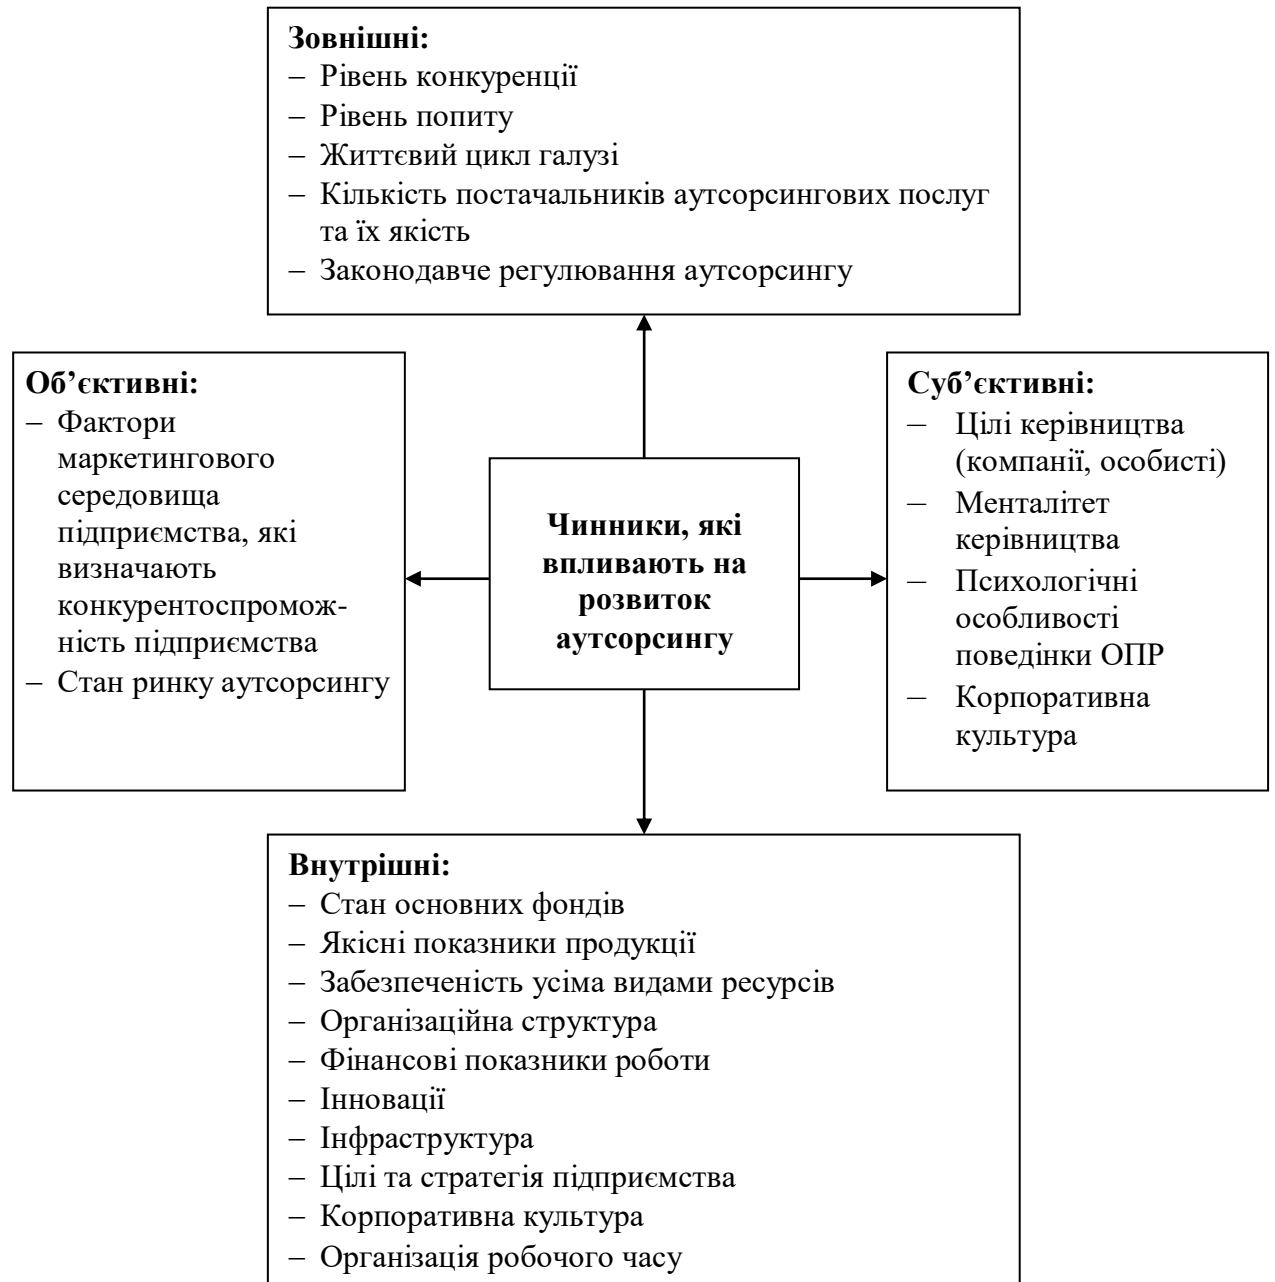 Зовнішні:
– Рівень конкуренції
– Рівень попиту
– Життєвий цикл галузі
– Кількість постачальників аутсорсингових послуг
та їх якість
– Законодавче регулювання аутсорсингу
Об’єктивні:
– Фактори
маркетингового
середовища
підприємства, які
визначають
конкурентоспромож-
ність підприємства
– Стан ринку аутсорсингу
Чинники, які
впливають на
розвиток
аутсорсингу
Суб’єктивні:
– Цілі керівництва
(компанії, особисті)
– Менталітет
керівництва
– Психологічні
особливості
поведінки ОПР
– Корпоративна
культура
Внутрішні:
– Стан основних фондів
– Якісні показники продукції
– Забезпеченість усіма видами ресурсів
– Організаційна структура
– Фінансові показники роботи
– Інновації
– Інфраструктура
– Цілі та стратегія підприємства
– Корпоративна культура
– Організація робочого часу